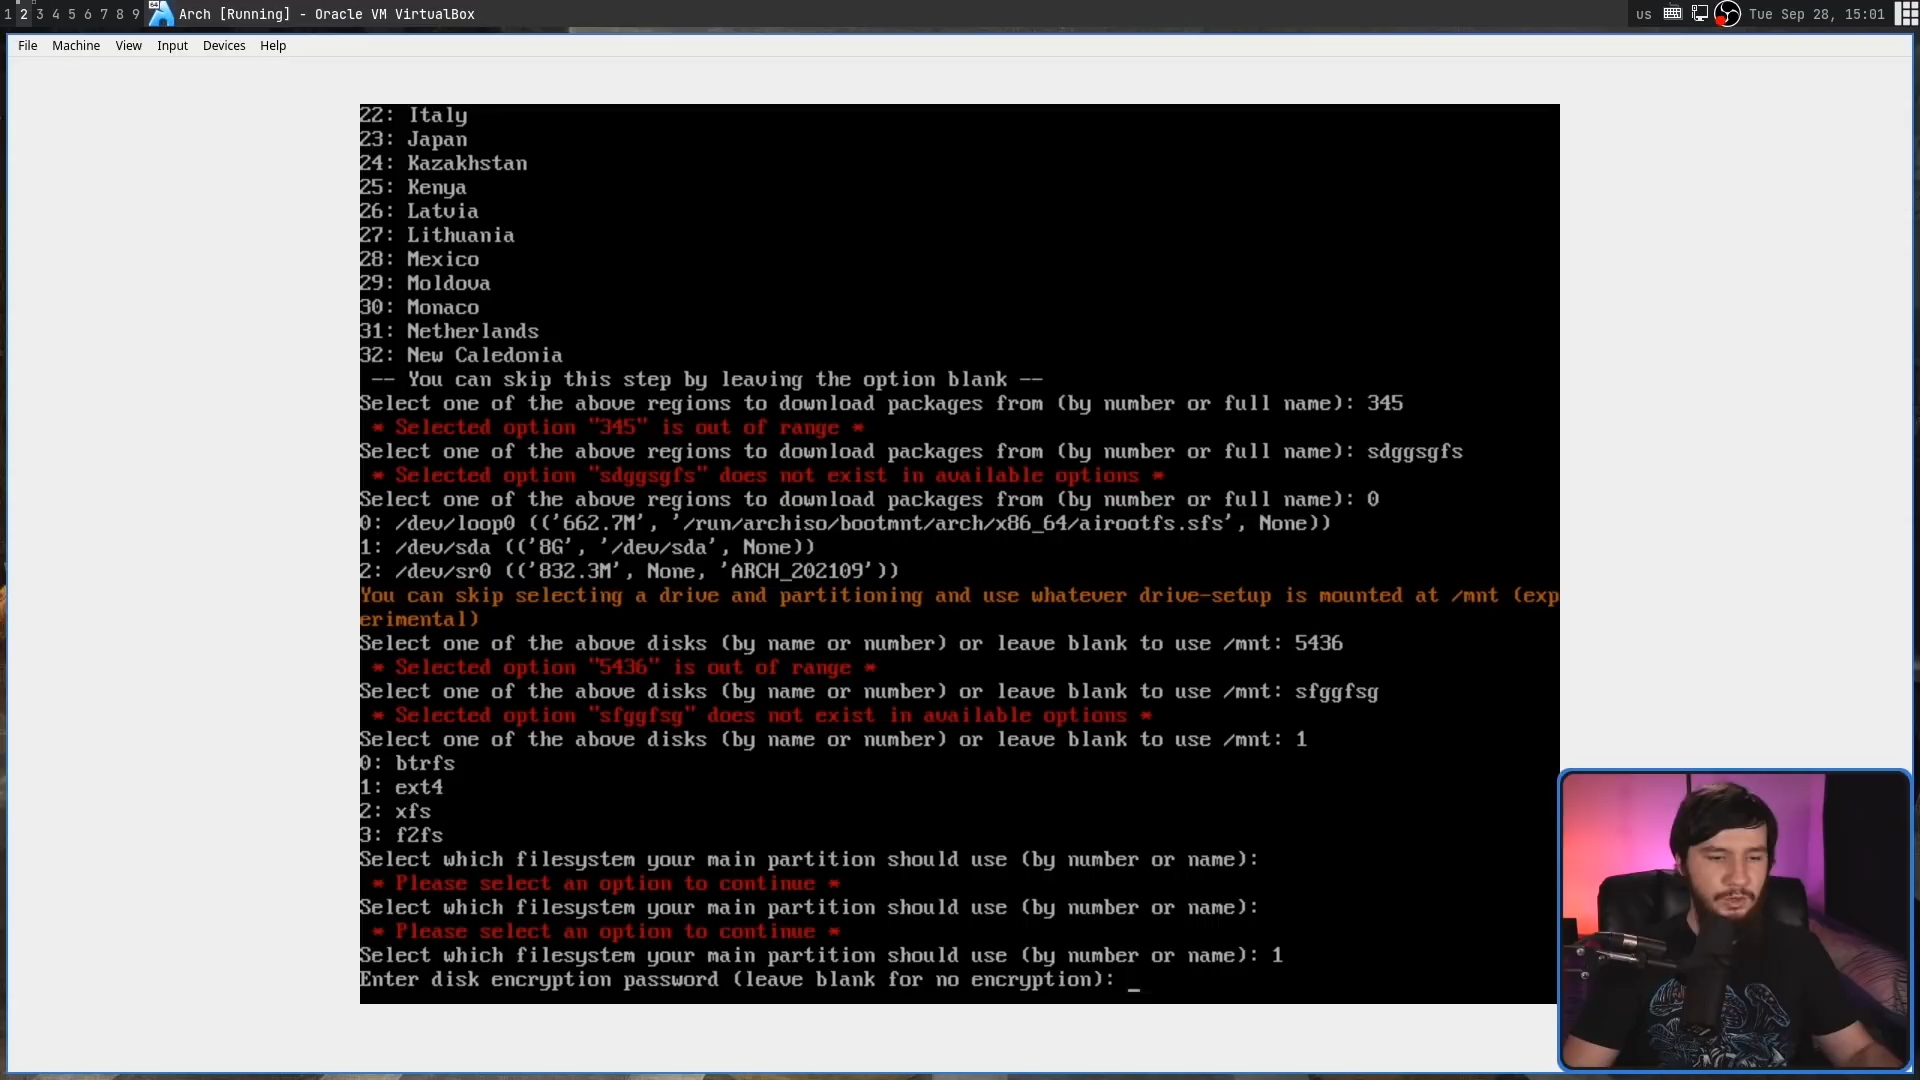 1 2 3 4 5 6 7 8 9 Arch [Running] - Oracle VM VirtualBox us Tue Sep 28, 15:01
File Machine View Input Devices Help
22: Italy
23: Japan
24: Kazakhstan
25: Kenya
26: Latvia
27: Lithuania
28: Mexico
29: Moldova
30: Monaco
31: Netherlands
32: New Caledonia
-- You can skip this step by leaving the option blank --
Select one of the above regions to download packages from (by number or full name): 345
* Selected option "345" is out of range *
Select one of the above regions to download packages from (by number or full name): sdggsgfs
* Selected option "sdggsgfs" does not exist in available options *
Select one of the above regions to download packages from (by number or full name): 0
0: /dev/loop0 (('662.7M', '/run/archiso/bootmnt/arch/x86_64/airootfs.sfs', None))
1: /dev/sda (('8G', '/dev/sda', None))
2: /dev/sr0 (('832.3M', None, 'ARCH_202109'))
You can skip selecting a drive and partitioning and use whatever drive-setup is mounted at /mnt (exp
erimental)
Select one of the above disks (by name or number) or leave blank to use /mnt: 5436
* Selected option "5436" is out of range *
Select one of the above disks (by name or number) or leave blank to use /mnt: sfggfsg
* Selected option "sfggfsg" does not exist in available options *
Select one of the above disks (by name or number) or leave blank to use /mnt: 1
0: btrfs
1: ext4
2: xfs
3: f2fs
Select which filesystem your main partition should use (by number or name):
* Please select an option to continue *
Select which filesystem your main partition should use (by number or name):
* Please select an option to continue *
Select which filesystem your main partition should use (by number or name): 1
Enter disk encryption password (leave blank for no encryption): _